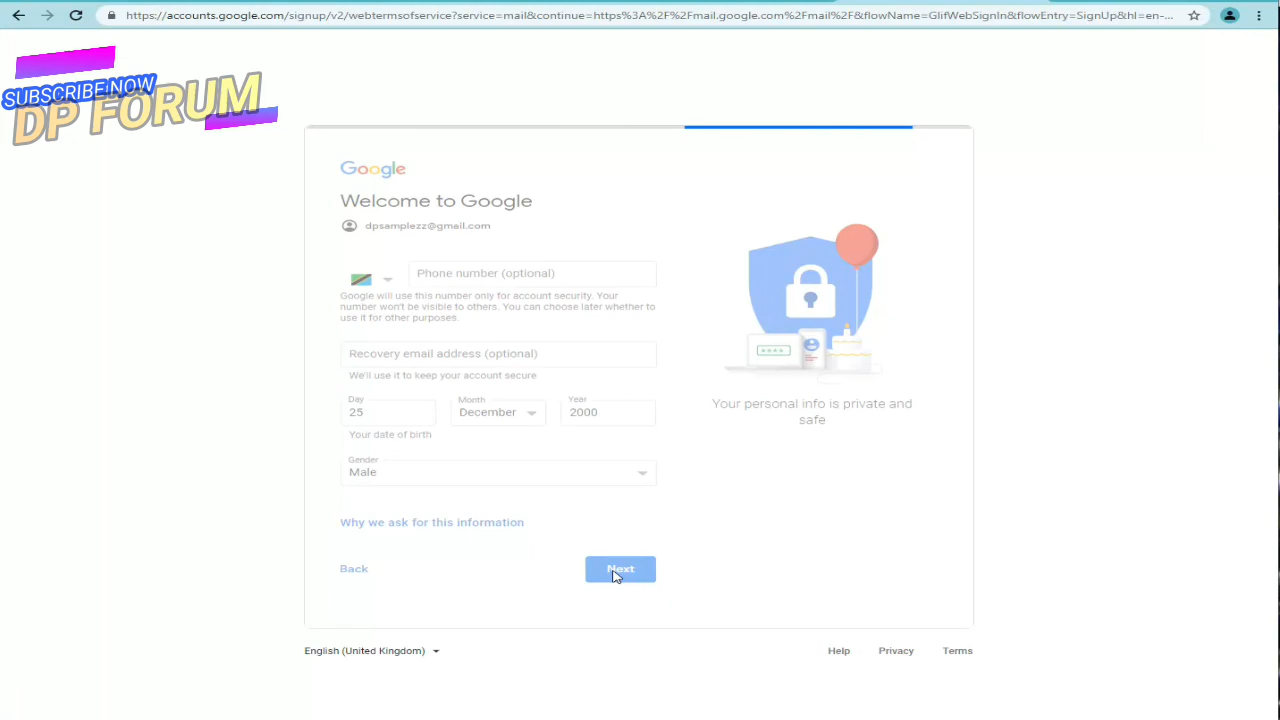 https://accounts.google.com/signup/v2/webtermsofservice?service=mail&continue=https%3A%2F%2Fmail.google.com%2Fmail%2F&flowName=GlifWebSignIn&flowEntry=SignUp&hl=en-...
SUBSCRIBE NOW
DP FORUM
Google
Welcome to Google
dpsamplezz@gmail.com
Phone number (optional)
Google will use this number only for account security. Your
number won't be visible to others. You can choose later whether to
use it for other purposes.
Recovery email address (optional)
We'll use it to keep your account secure
Day
Month
Year
25
December
2000
Your date of birth
Gender
Male
Why we ask for this information
Back
Next
Your personal info is private and
safe
English (United Kingdom)
Help
Privacy
Terms